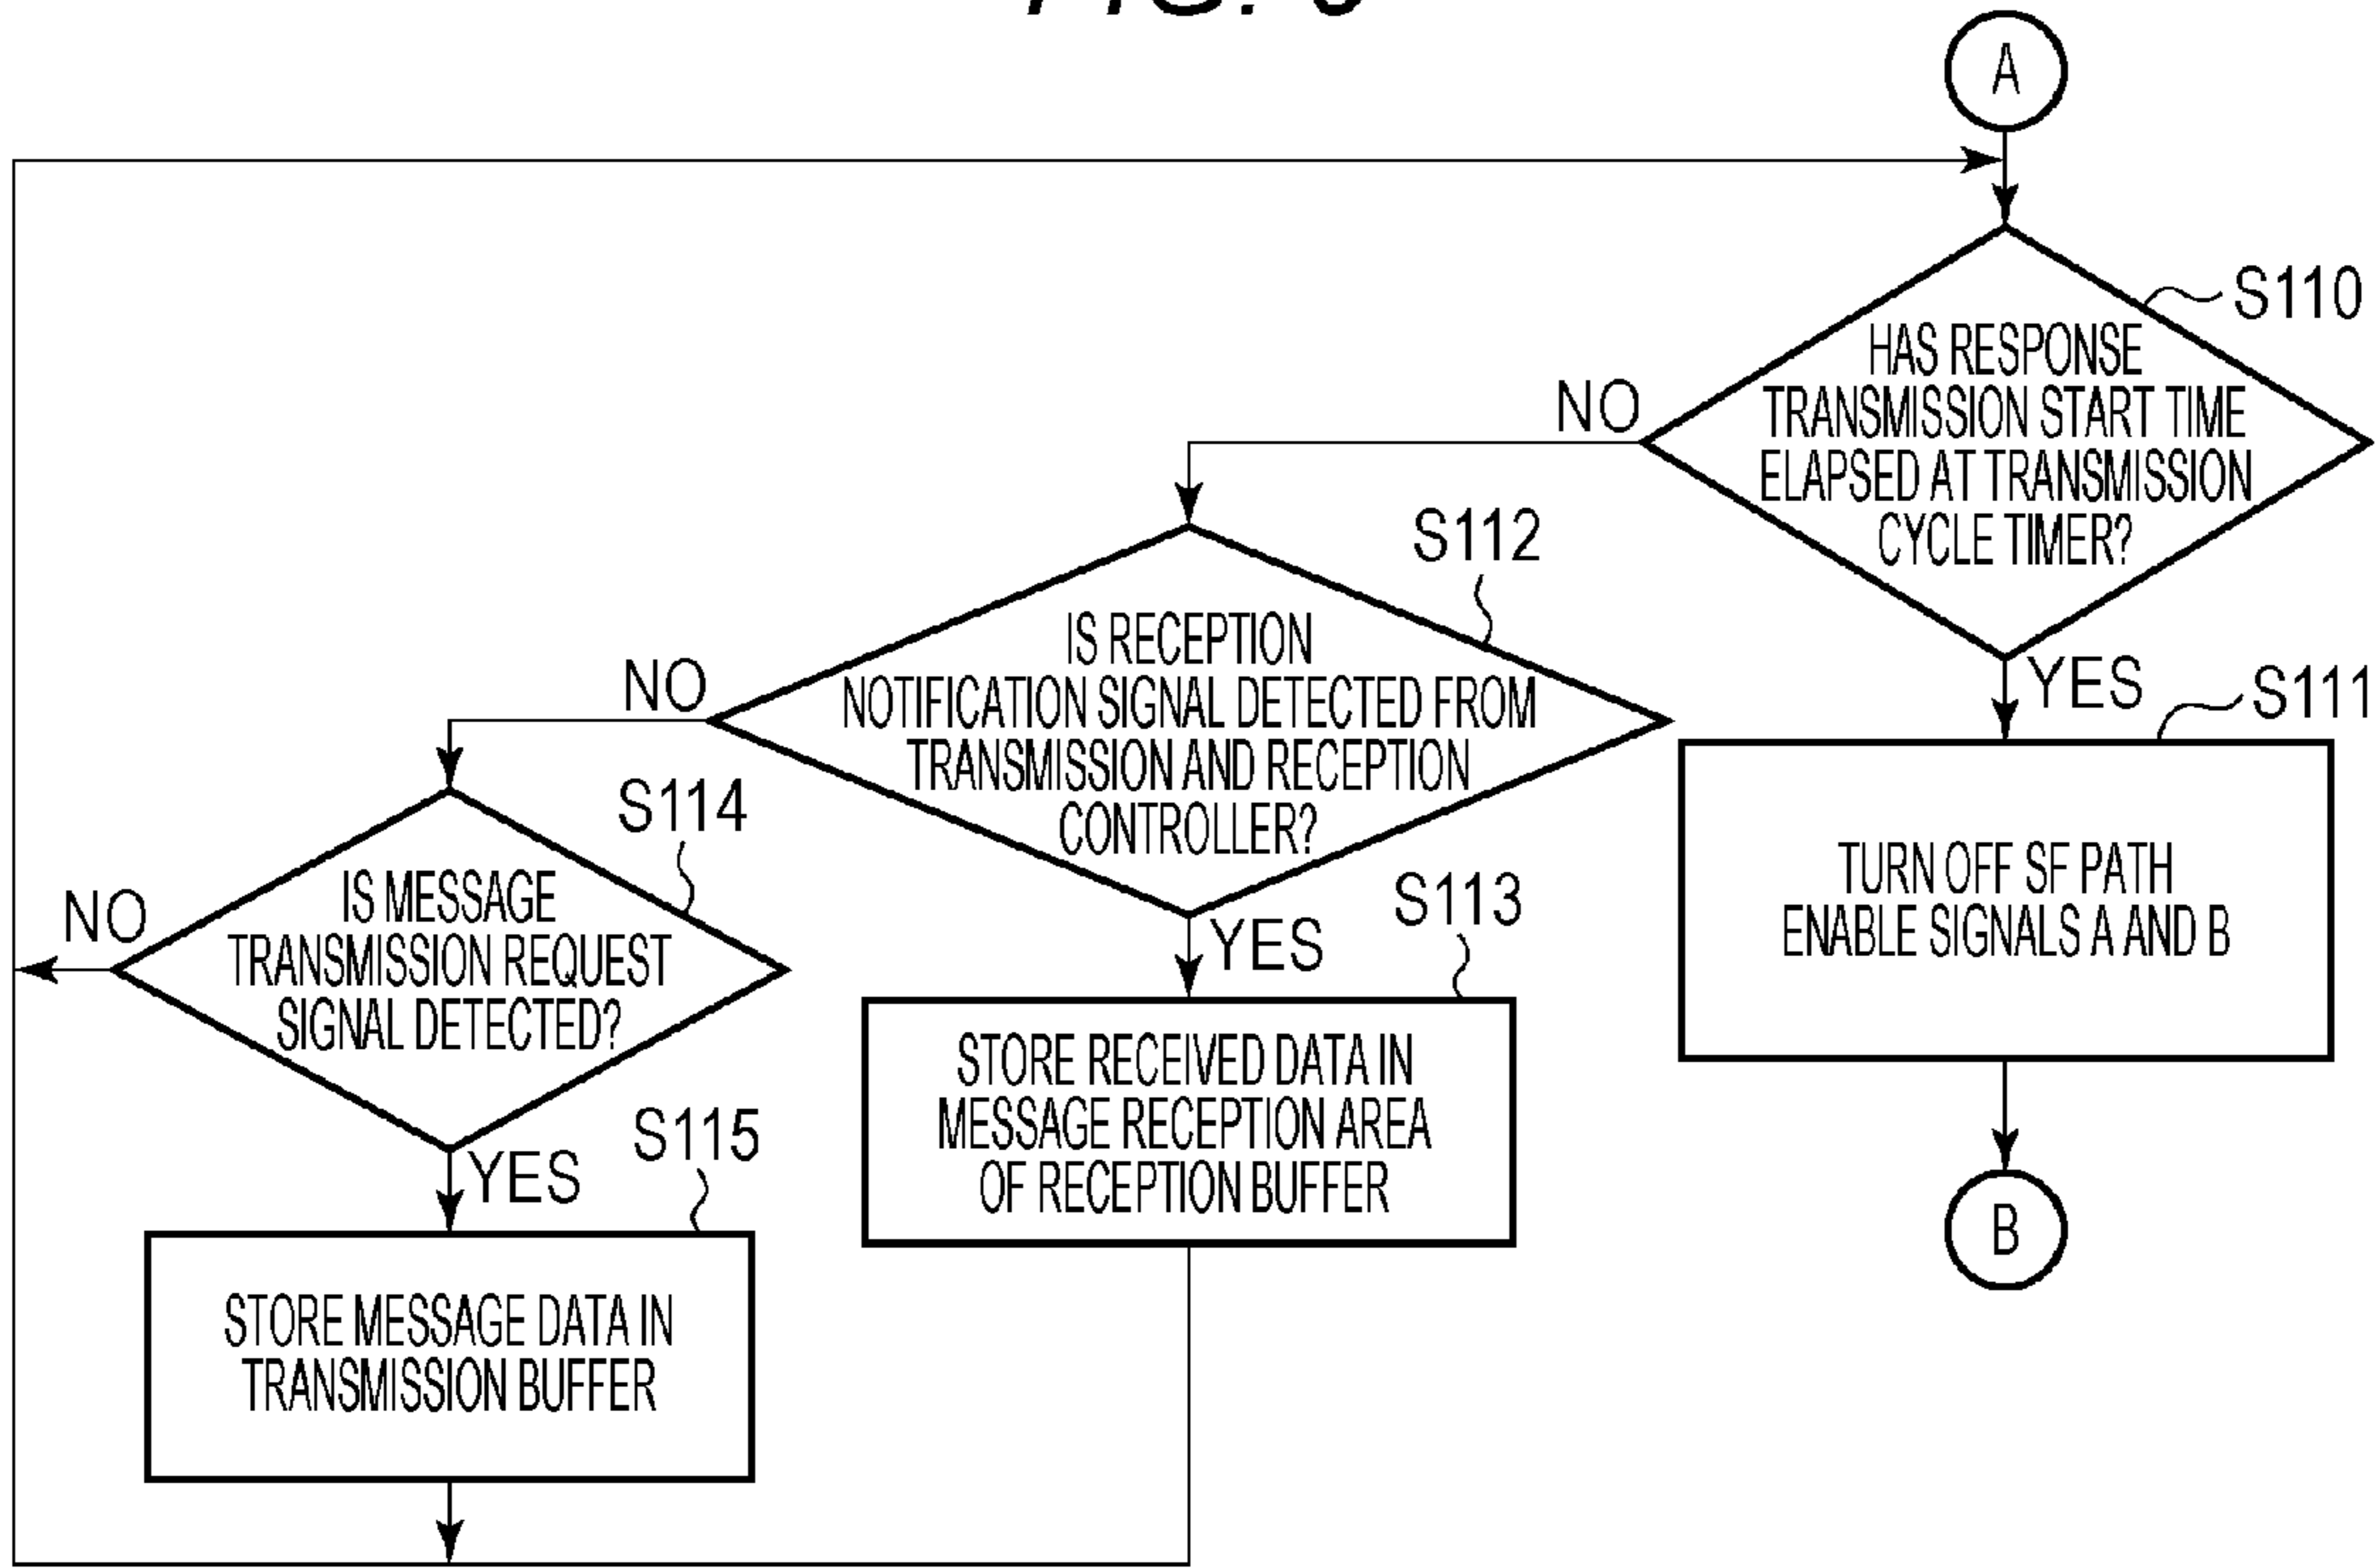 A
S110
HAS RESPONSE
TRANSMISSION START TIME
ELAPSED AT TRANSMISSION
CYCLE TIMER?
NO
YES
S111
TURN OFF SF PATH
ENABLE SIGNALS A AND B
B
S112
IS RECEPTION
NOTIFICATION SIGNAL DETECTED FROM
TRANSMISSION AND RECEPTION
CONTROLLER?
NO
YES
S113
STORE RECEIVED DATA IN
MESSAGE RECEPTION AREA
OF RECEPTION BUFFER
S114
IS MESSAGE
TRANSMISSION REQUEST
SIGNAL DETECTED?
NO
YES
S115
STORE MESSAGE DATA IN
TRANSMISSION BUFFER